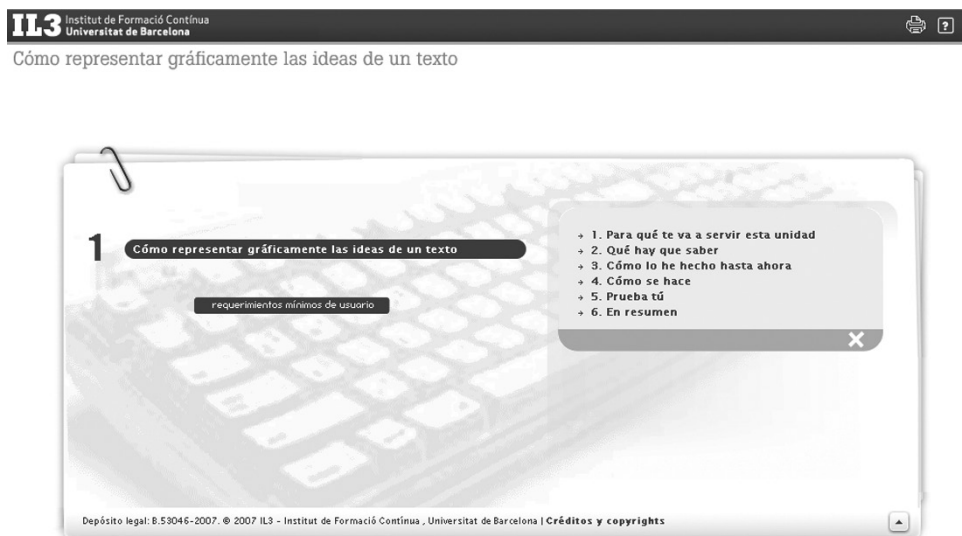 IL3 Institut de Formació Contínua
Universitat de Barcelona
?
Cómo representar gráficamente las ideas de un texto
1 Cómo representar gráficamente las ideas de un texto
requerimientos mínimos de usuario
→ 1. Para qué te va a servir esta unidad
→ 2. Qué hay que saber
→ 3. Cómo lo he hecho hasta ahora
→ 4. Cómo se hace
→ 5. Prueba tú
→ 6. En resumen
Depósito legal: B.53046-2007. © 2007 IL3 - Institut de Formació Contínua , Universitat de Barcelona | Créditos y copyrights